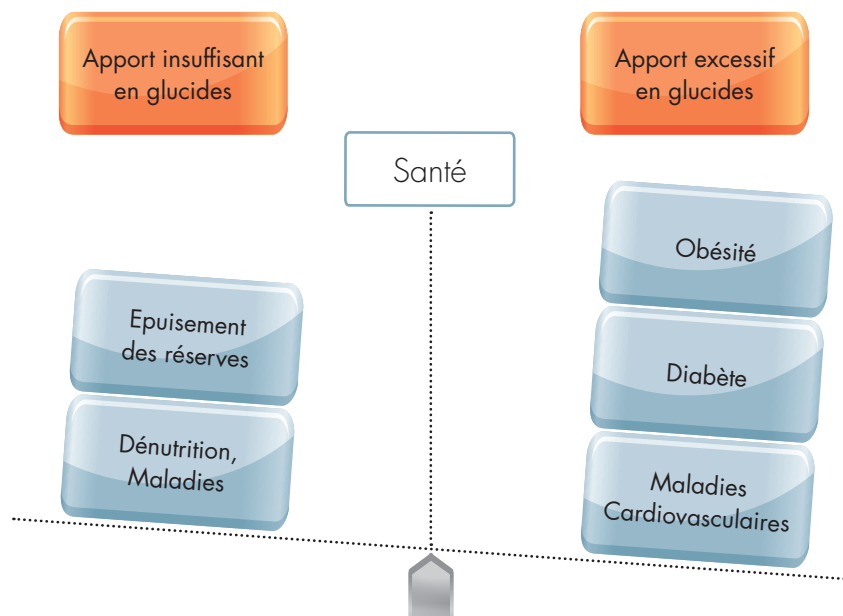 Apport insuffisant
en glucides
Apport excessif
en glucides
Santé
Epuisement
des réserves
Dénutrition,
Maladies
Obésité
Diabète
Maladies
Cardiovasculaires